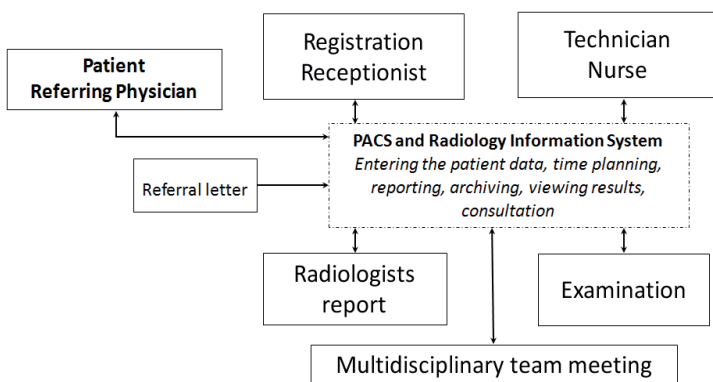 Registration
Receptionist
Technician
Nurse
Patient
Referring Physician
PACS and Radiology Information System
Entering the patient data, time planning,
reporting, archiving, viewing results,
consultation
Referral letter
Radiologists
report
Examination
Multidisciplinary team meeting